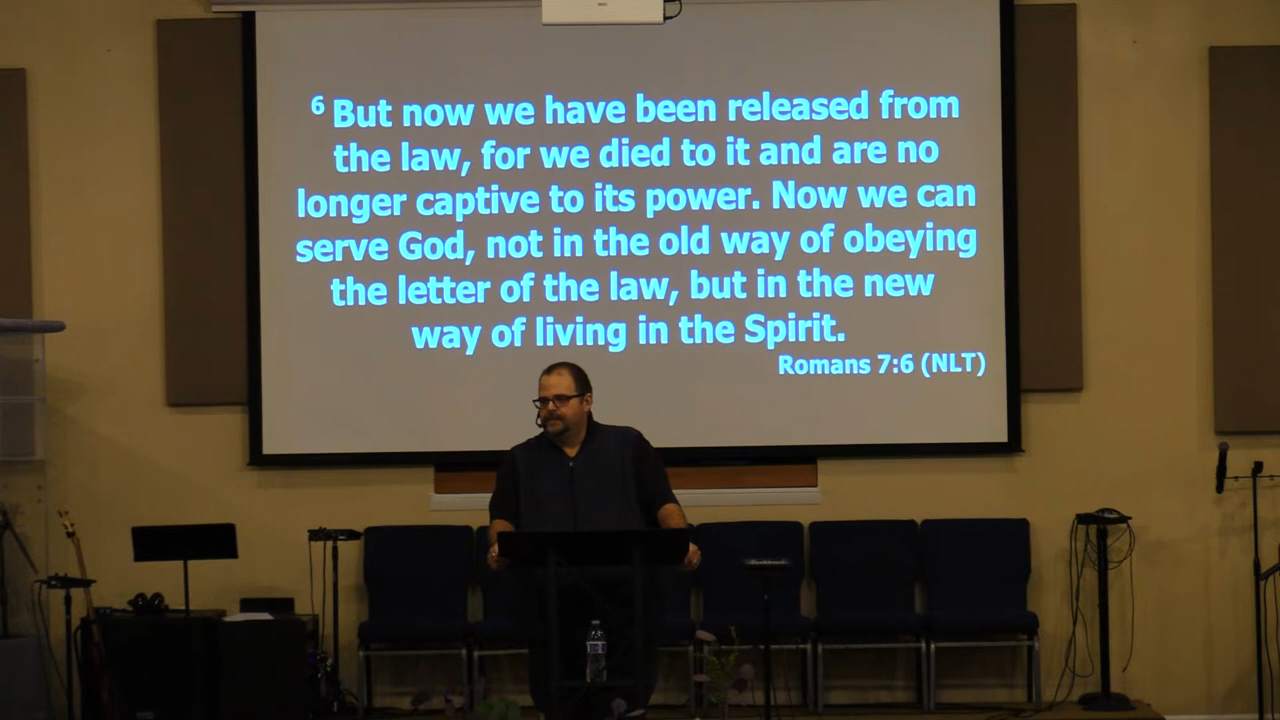 6 But now we have been released from
the law, for we died to it and are no
longer captive to its power. Now we can
serve God, not in the old way of obeying
the letter of the law, but in the new
way of living in the Spirit.
Romans 7:6 (NLT)